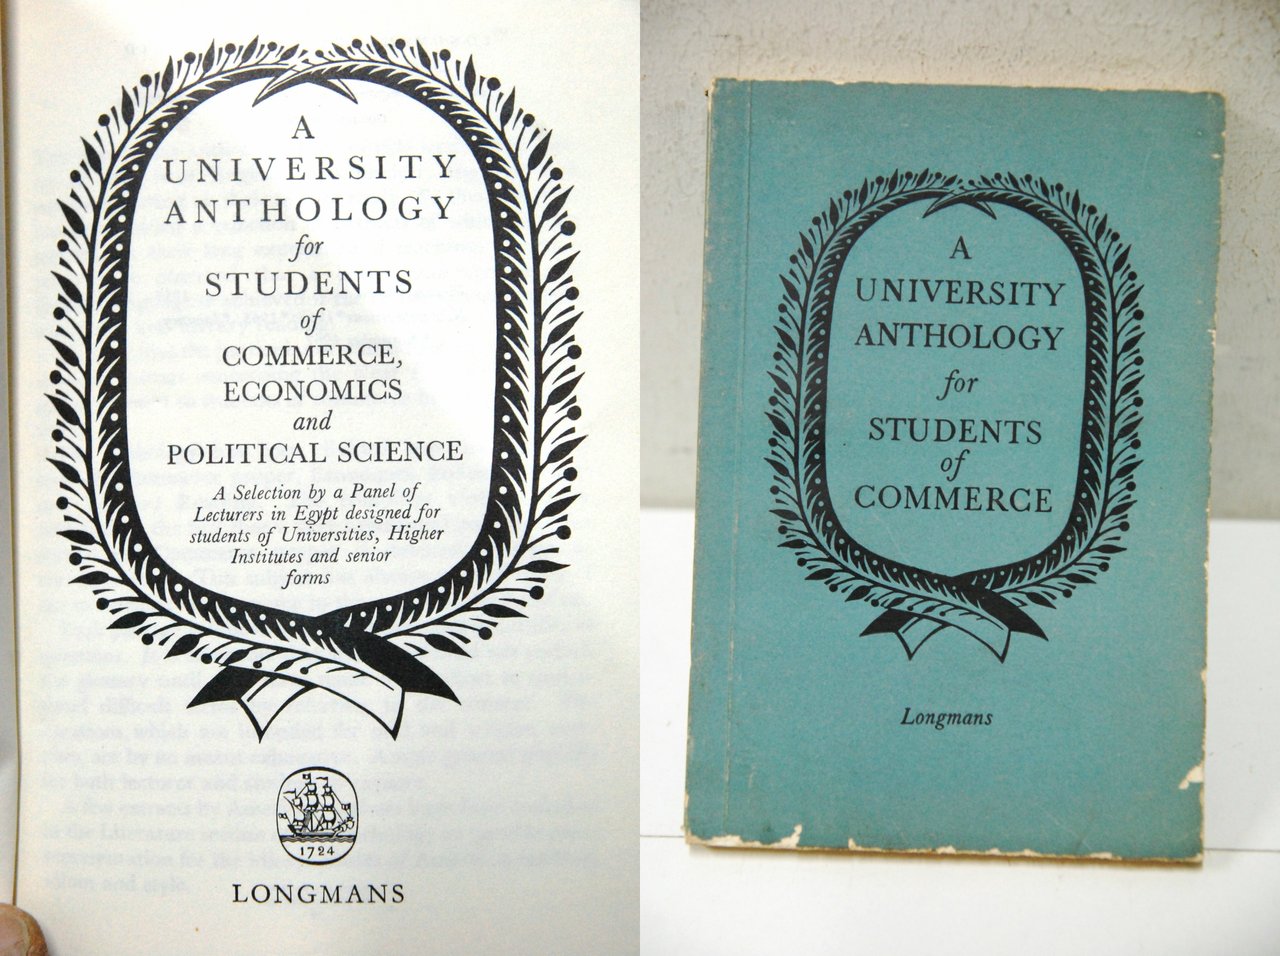 A
UNIVERSITY
ANTHOLOGY
for
STUDENTS
of
COMMERCE,
ECONOMICS
and
POLITICAL SCIENCE
A Selection by a Panel of
Lecturers in Egypt designed for
students of Universities, Higher
Institutes and senior
forms
1724
LONGMANS
A
UNIVERSITY
ANTHOLOGY
for
STUDENTS
of
COMMERCE
Longmans